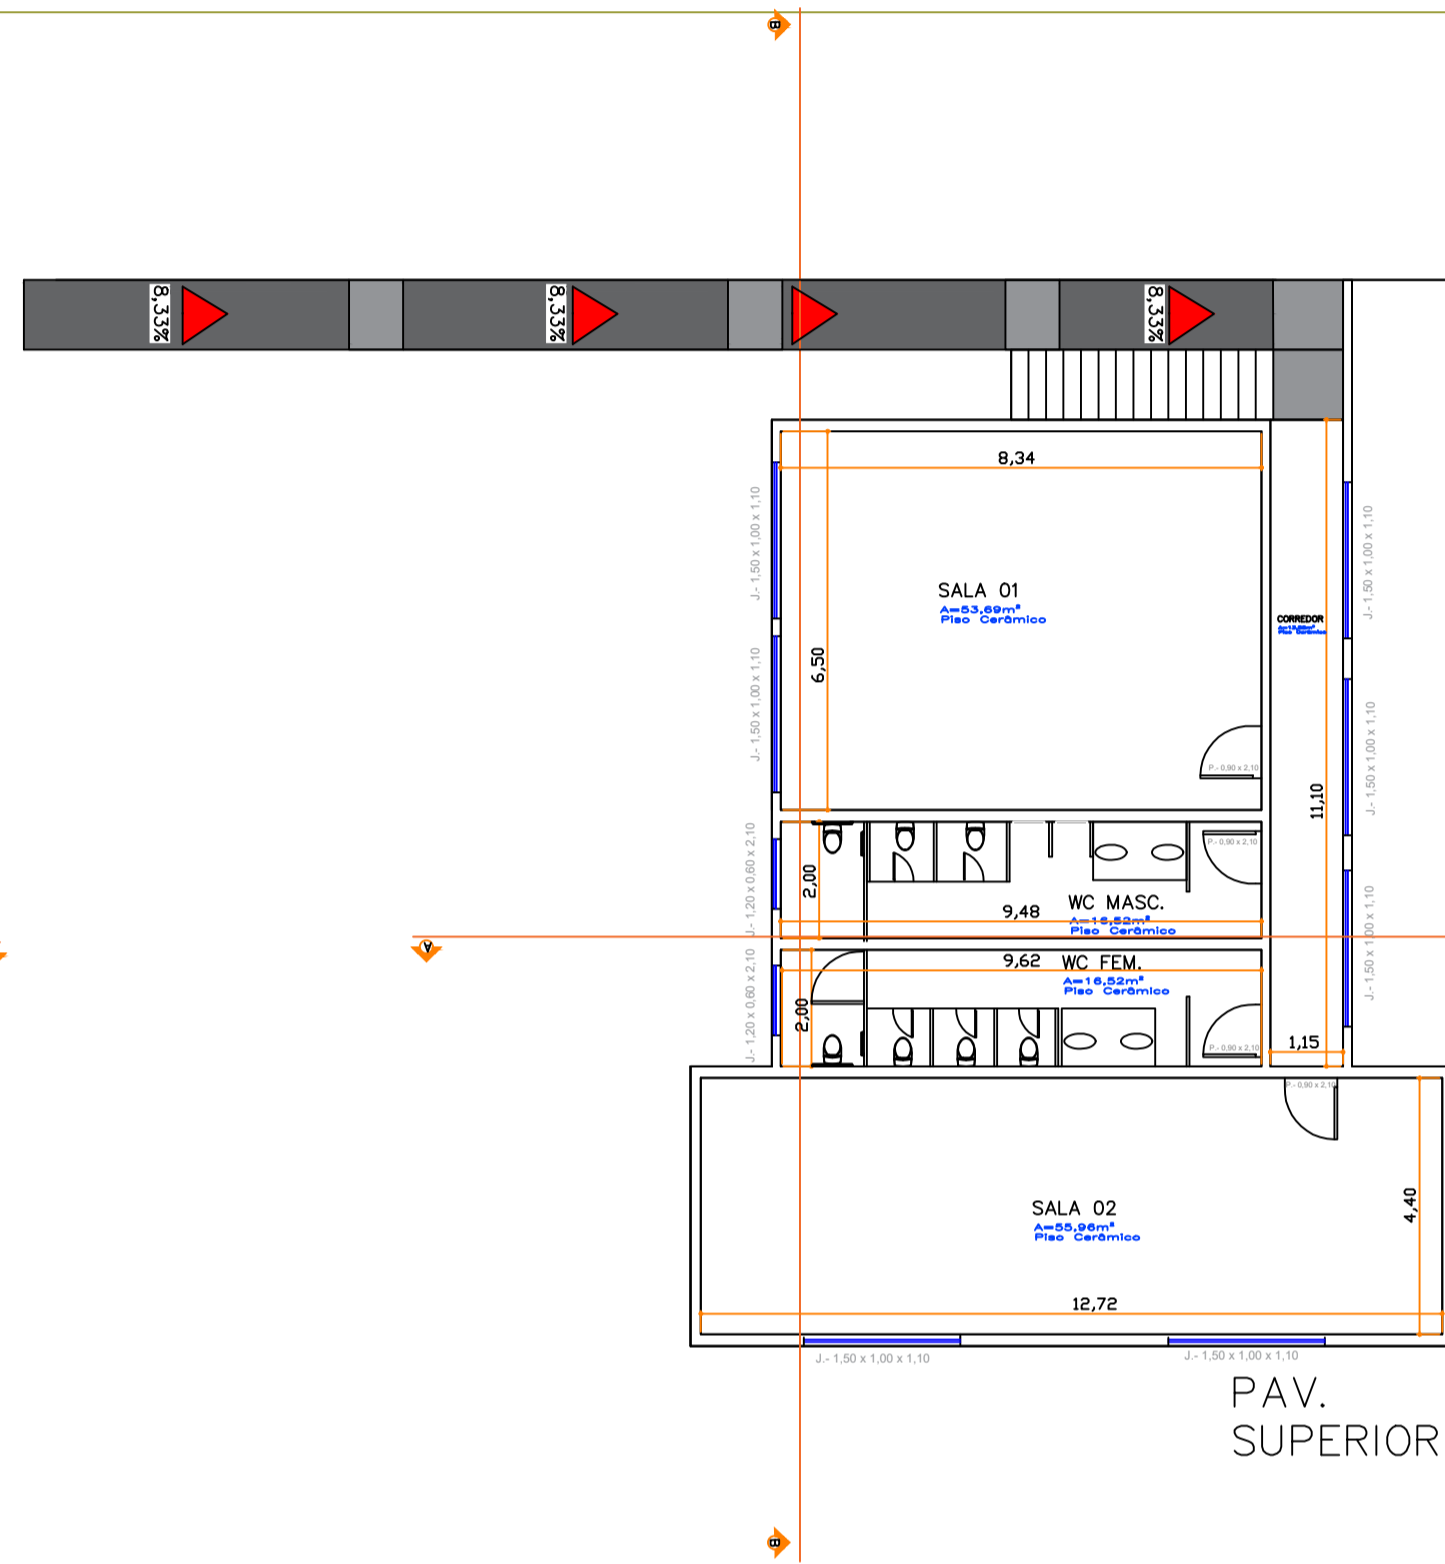 B
8,33%
8,33%
8,33%
8,34
J.- 1,50 x 1,00 x 1,10
J.- 1,50 x 1,00 x 1,10
SALA 01
A=53,69m²
Piso Cerâmico
CORREDOR
Piso Cerâmico
6,50
J.- 1,50 x 1,00 x 1,10
J.- 1,50 x 1,00 x 1,10
P.- 0,90 x 2,10
11,10
J.- 1,20 x 0,60 x 2,10
P.- 0,90 x 2,10
2,00
WC MASC.
9,48
A=16,52m²
Piso Cerâmico
J.- 1,50 x 1,00 x 1,10
A
9,62
WC FEM.
A=16,52m²
Piso Cerâmico
J.- 1,20 x 0,60 x 2,10
2,00
P.- 0,90 x 2,10
1,15
P.- 0,90 x 2,10
SALA 02
A=55,96m²
Piso Cerâmico
4,40
12,72
J.- 1,50 x 1,00 x 1,10
J.- 1,50 x 1,00 x 1,10
PAV.
SUPERIOR
B